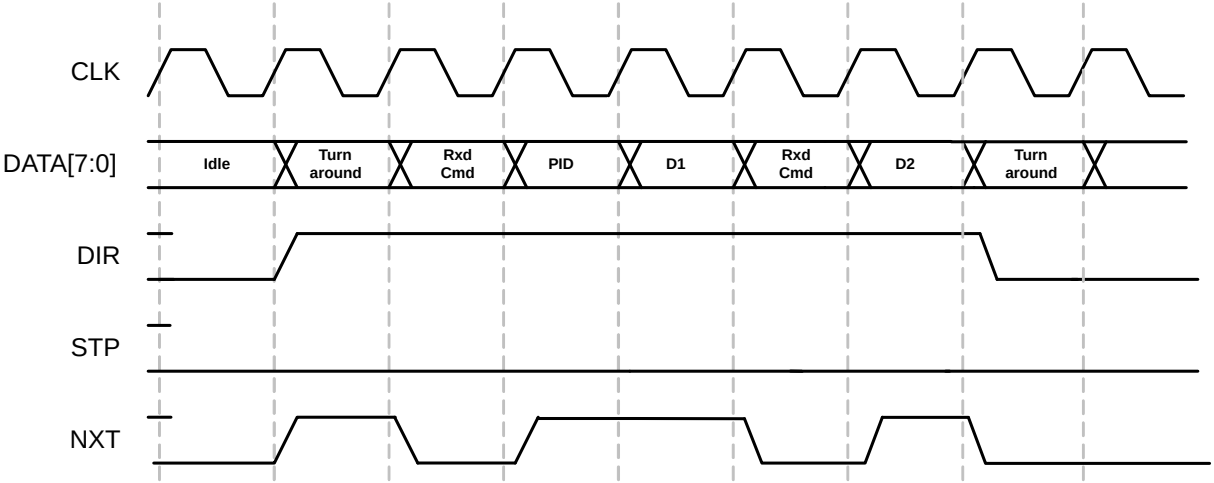 CLK
DATA[7:0]
Idle
Turn
around
Rxd
Cmd
PID
D1
Rxd
Cmd
D2
Turn
around
DIR
STP
NXT